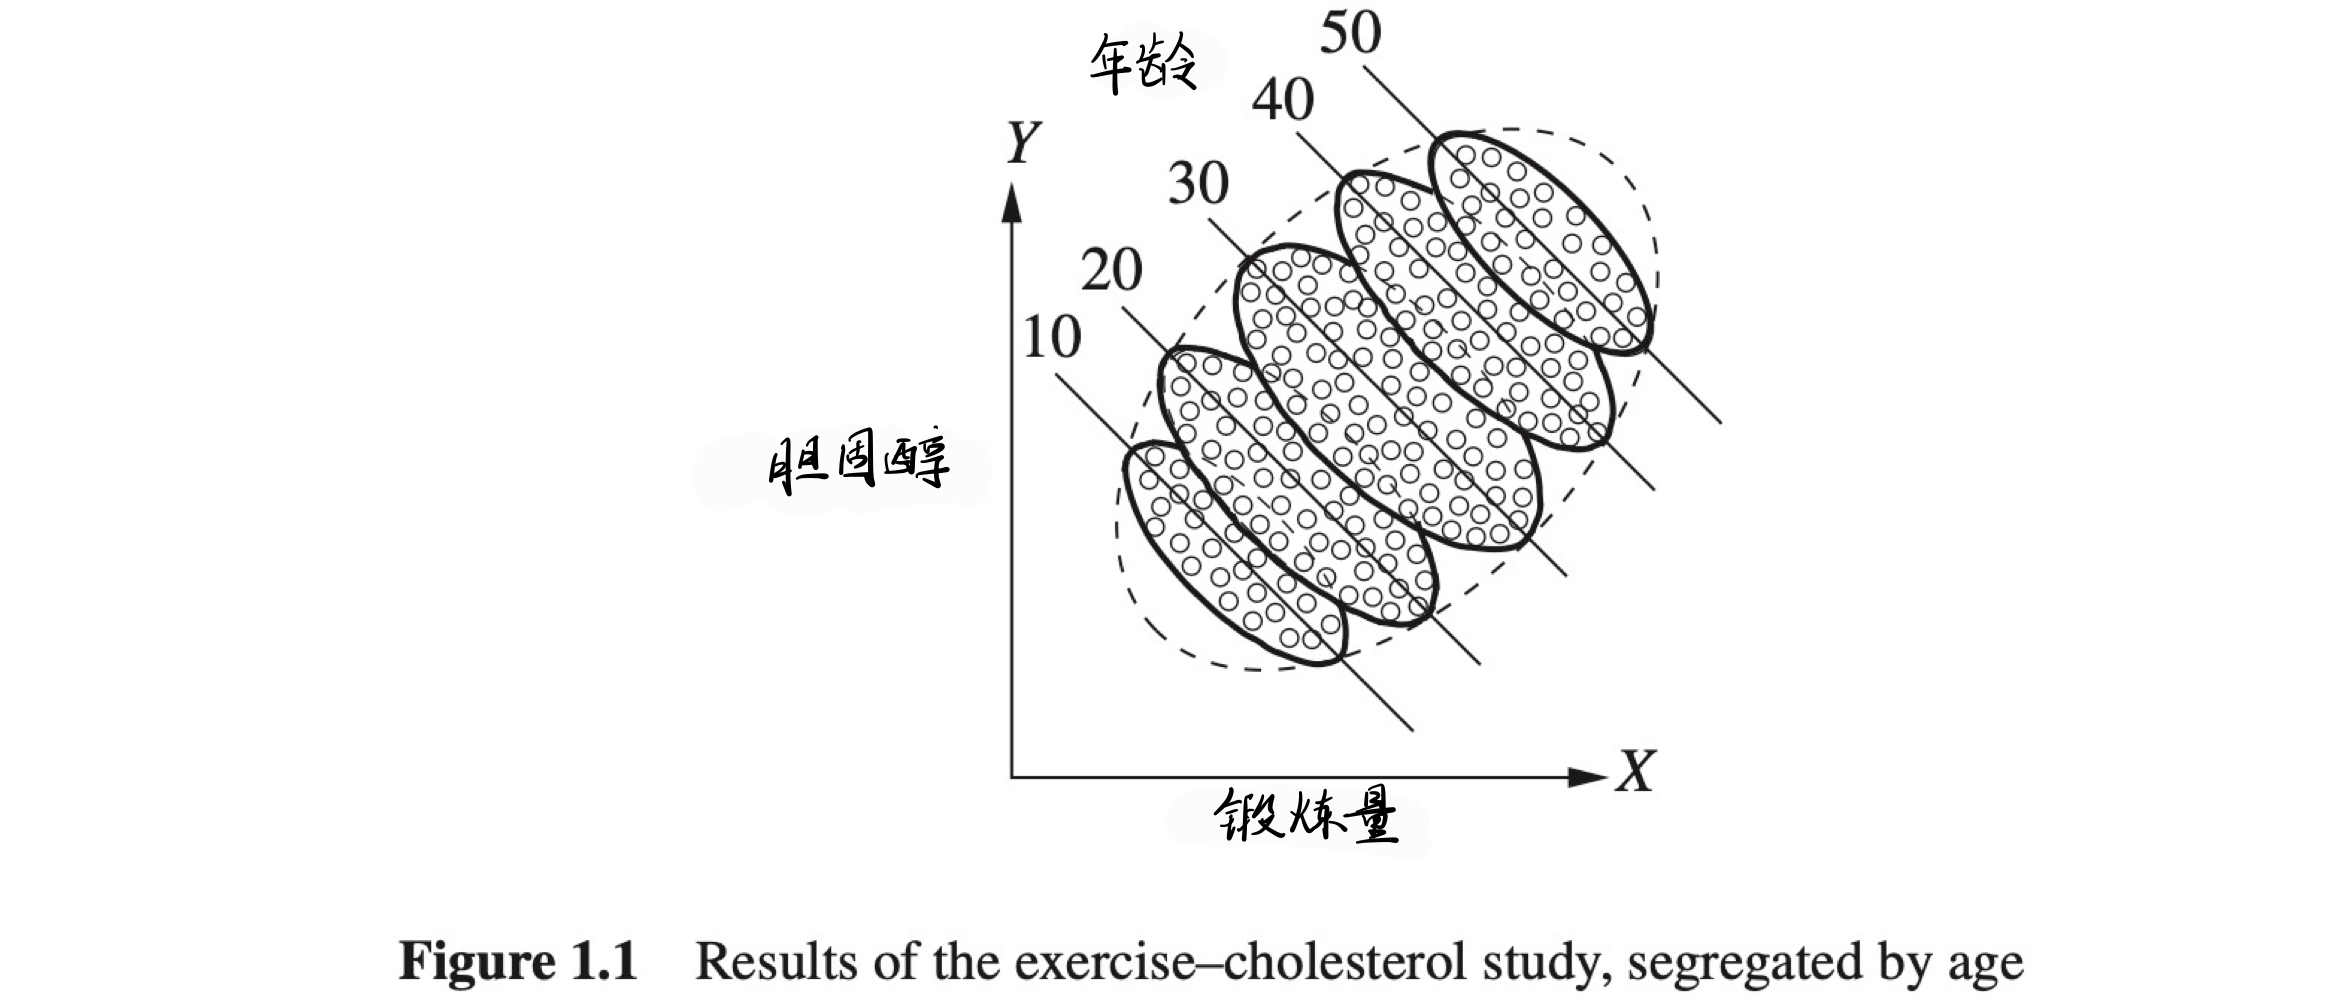 年龄
50
40
30
20
10
Y
胆固醇
X
锻炼量
Figure 1.1 Results of the exercise–cholesterol study, segregated by age